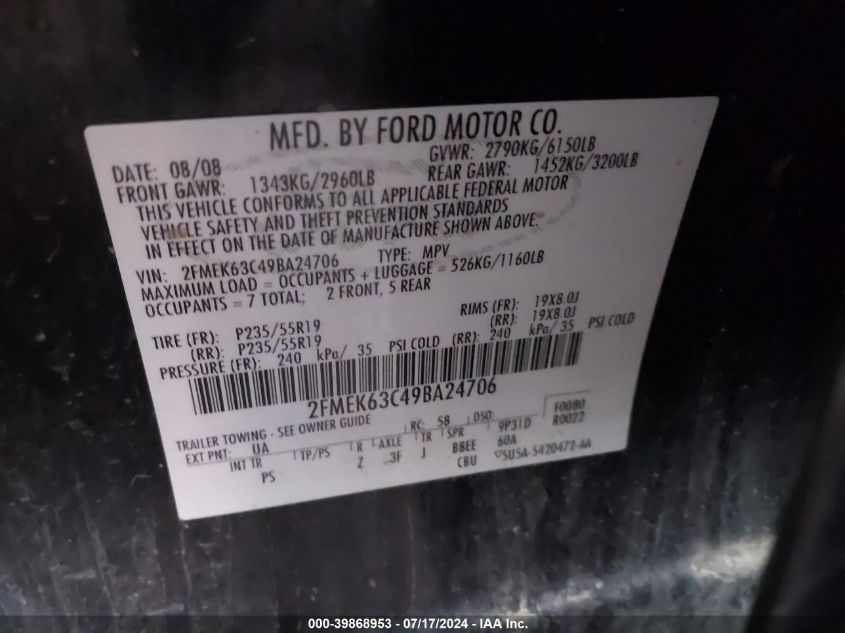 MFD. BY FORD MOTOR CO.
DATE: 08/08 GVWR: 2790KG/6150LB
FRONT GAWR: 1343KG/2960LB REAR GAWR: 1452KG/3200LB
THIS VEHICLE CONFORMS TO ALL APPLICABLE FEDERAL MOTOR
VEHICLE SAFETY AND THEFT PREVENTION STANDARDS
IN EFFECT ON THE DATE OF MANUFACTURE SHOWN ABOVE.
VIN: 2FMEK63C49BA24706 TYPE: MPV
MAXIMUM LOAD = OCCUPANTS + LUGGAGE = 526KG/1160LB
OCCUPANTS = 7 TOTAL; 2 FRONT, 5 REAR
TIRE (FR): P235/55R19 RIMS (FR): 19X8.0J
(RR): P235/55R19 (RR): 19X8.0J
PRESSURE (FR): 240 kPa/ 35 PSI COLD (RR): 240 kPa/ 35 PSI COLD
2FMEK63C49BA24706
TRAILER TOWING - SEE OWNER GUIDE
EXT PNT: UA RC: 58 DSO: F0080
INT TR TP/PS R AXLE TR SPR 9P31D R0022
PS Z 3F J BBEE 60A
CBU 5U5A-5420472-AA
000-39868953 - 07/17/2024 - IAA Inc.